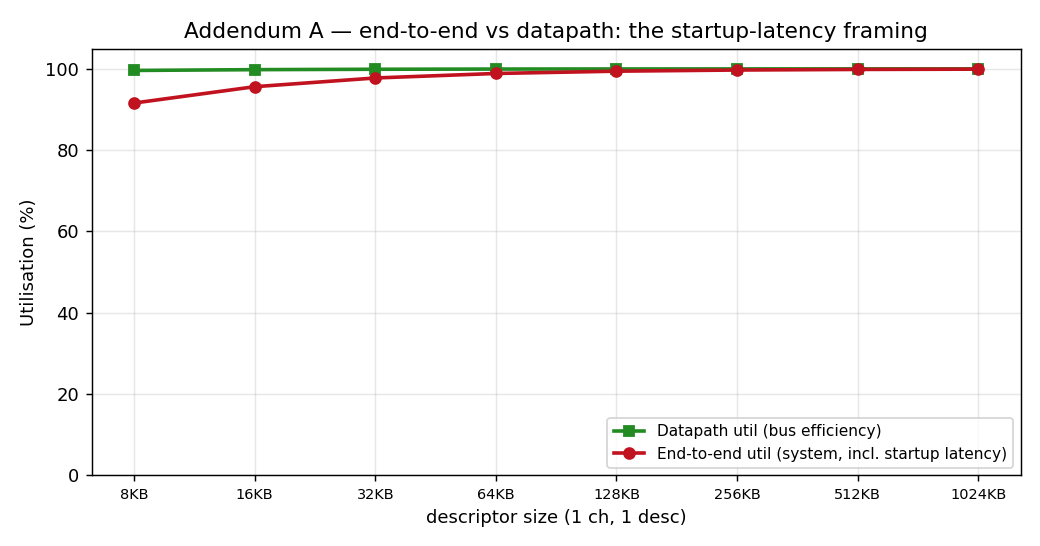 Addendum A — end-to-end vs datapath: the startup-latency framing
100
80
60
40
20
0
Utilisation (%)
8KB
16KB
32KB
64KB
128KB
256KB
512KB
1024KB
descriptor size (1 ch, 1 desc)
Datapath util (bus efficiency)
End-to-end util (system, incl. startup latency)